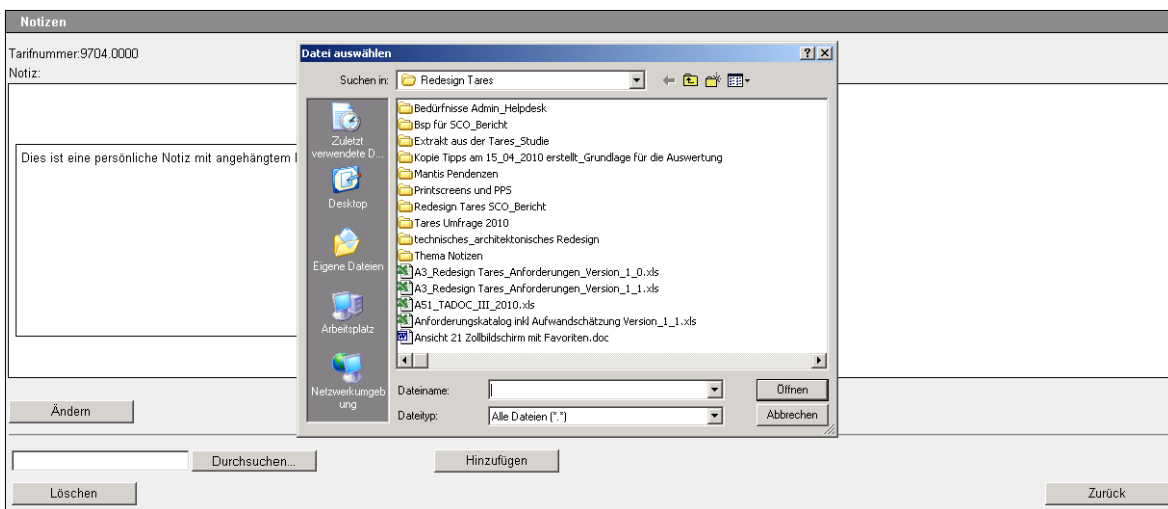 Notizen
Tarifnummer:9704.0000
Notiz:
Dies ist eine persönliche Notiz mit angehängtem
Datei auswählen
Suchen in:
Redesign Tares
Zuletzt
verwendete D...
Desktop
Eigene Dateien
Arbeitsplatz
Netzwerkumgeb
ung
Bedürfnisse Admin_Helpdesk
Bsp für SCO_Bericht
Extrakt aus der Tares_Studie
Kopie Tipps am 15_04_2010 erstellt_Grundlage für die Auswertung
Mantis Pendenzen
Printscreens und PPS
Redesign Tares SCO_Bericht
Tares Umfrage 2010
technisches_architektonisches Redesign
Thema Notizen
A3_Redesign Tares_Anforderungen_Version_1_0.xls
A3_Redesign Tares_Anforderungen_Version_1_1.xls
A51_TADOC_III_2010.xls
Anforderungskatalog inkl Aufwandschätzung Version_1_1.xls
Ansicht 21 Zollbildschirm mit Favoriten.doc
Dateiname:
Öffnen
Dateityp:
Alle Dateien (*.*)
Abbrechen
Ändern
Durchsuchen...
Hinzufügen
Löschen
Zurück